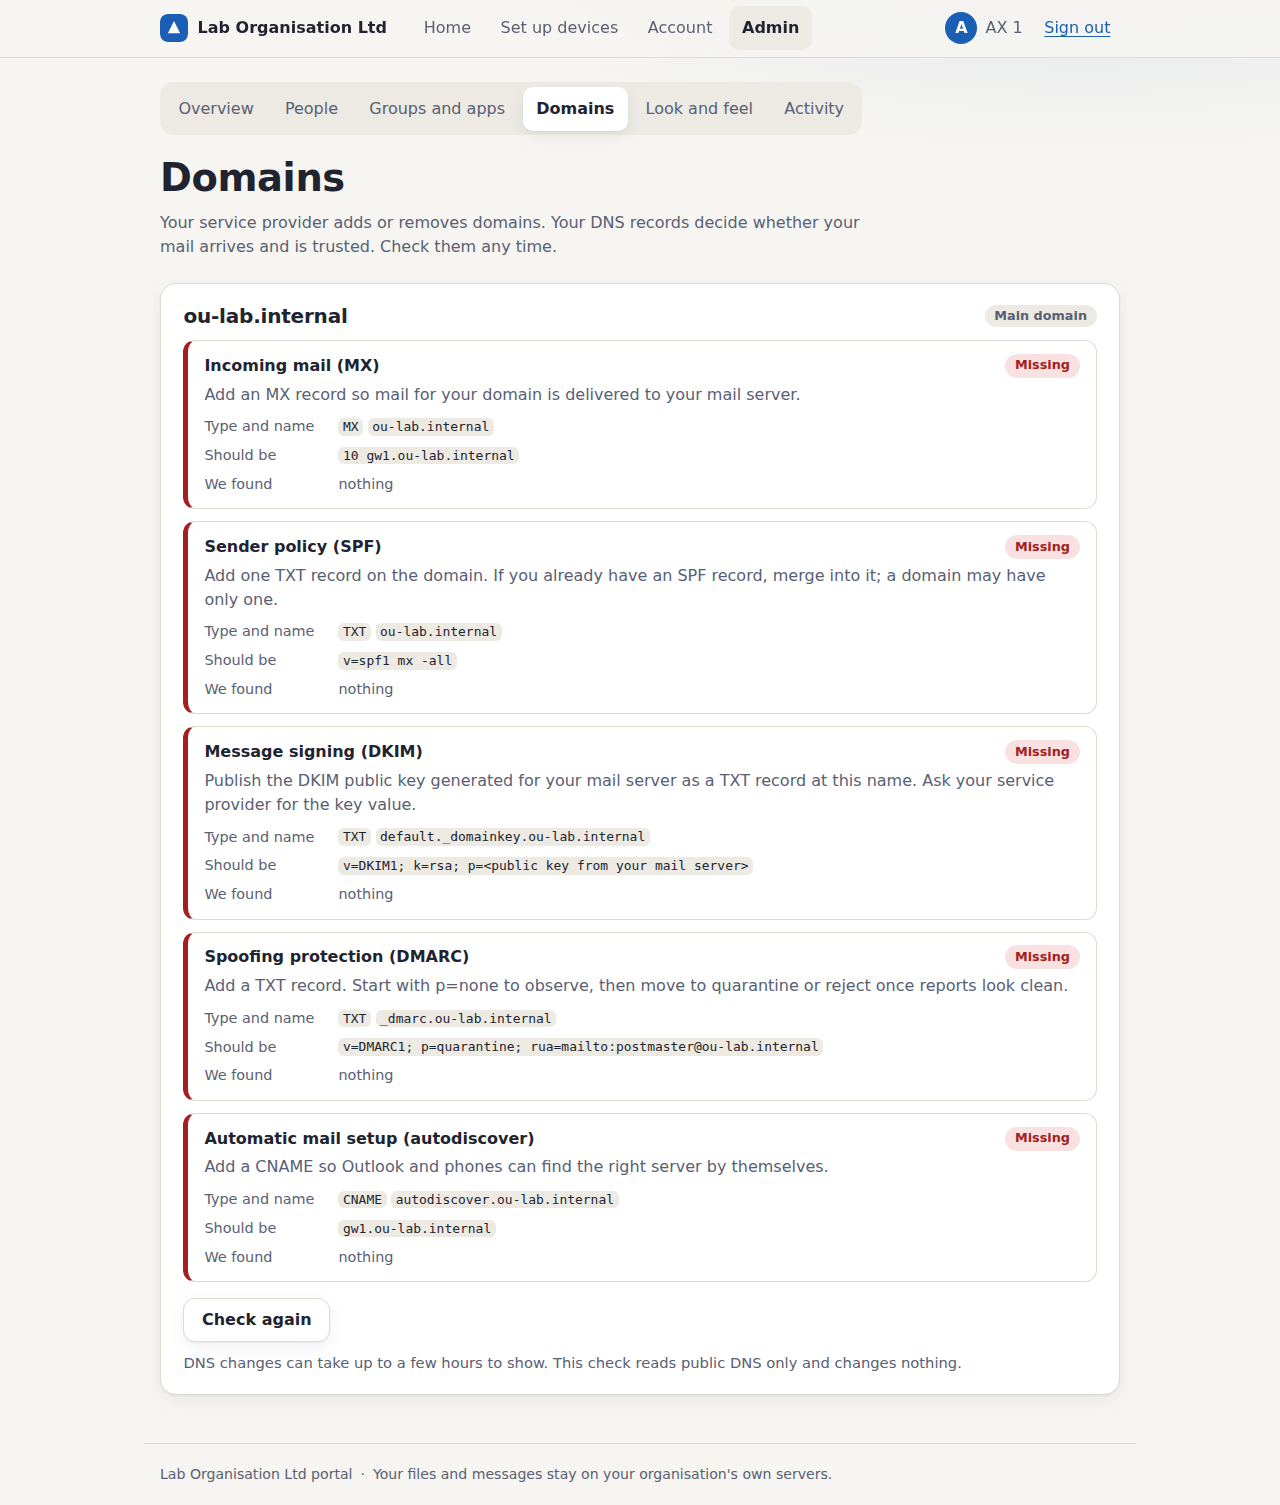 Lab Organisation Ltd Home Set up devices Account Admin A AX 1 Sign out
Overview People Groups and apps Domains Look and feel Activity
Domains
Your service provider adds or removes domains. Your DNS records decide whether your
mail arrives and is trusted. Check them any time.
ou-lab.internal Main domain
Incoming mail (MX) Missing
Add an MX record so mail for your domain is delivered to your mail server.
Type and name MX ou-lab.internal
Should be 10 gw1.ou-lab.internal
We found nothing
Sender policy (SPF) Missing
Add one TXT record on the domain. If you already have an SPF record, merge into it; a domain may have
only one.
Type and name TXT ou-lab.internal
Should be v=spf1 mx -all
We found nothing
Message signing (DKIM) Missing
Publish the DKIM public key generated for your mail server as a TXT record at this name. Ask your service
provider for the key value.
Type and name TXT default._domainkey.ou-lab.internal
Should be v=DKIM1; k=rsa; p=<public key from your mail server>
We found nothing
Spoofing protection (DMARC) Missing
Add a TXT record. Start with p=none to observe, then move to quarantine or reject once reports look clean.
Type and name TXT _dmarc.ou-lab.internal
Should be v=DMARC1; p=quarantine; rua=mailto:postmaster@ou-lab.internal
We found nothing
Automatic mail setup (autodiscover) Missing
Add a CNAME so Outlook and phones can find the right server by themselves.
Type and name CNAME autodiscover.ou-lab.internal
Should be gw1.ou-lab.internal
We found nothing
Check again
DNS changes can take up to a few hours to show. This check reads public DNS only and changes nothing.
Lab Organisation Ltd portal · Your files and messages stay on your organisation's own servers.